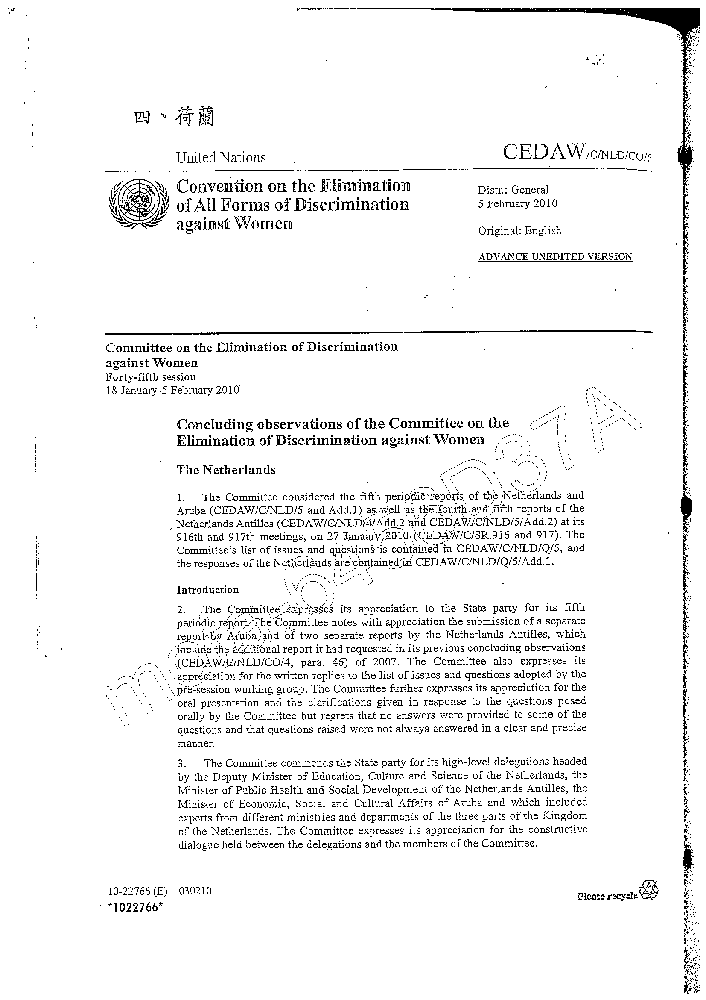 四、荷蘭
United Nations
CEDAW/C/NLD/CO/5
Convention on the Elimination
of All Forms of Discrimination
against Women
Distr.: General
5 February 2010
Original: English
ADVANCE UNEDITED VERSION
Committee on the Elimination of Discrimination
against Women
Forty-fifth session
18 January-5 February 2010
Concluding observations of the Committee on the
Elimination of Discrimination against Women
The Netherlands
1. The Committee considered the fifth periodic reports of the Netherlands and
Aruba (CEDAW/C/NLD/5 and Add.1) as well as the fourth and fifth reports of the
Netherlands Antilles (CEDAW/C/NLD/4/Add.2 and CEDAW/C/NLD/5/Add.2) at its
916th and 917th meetings, on 27 January 2010 (CEDAW/C/SR.916 and 917). The
Committee's list of issues and questions is contained in CEDAW/C/NLD/Q/5, and
the responses of the Netherlands are contained in CEDAW/C/NLD/Q/5/Add.1.
Introduction
2. The Committee expresses its appreciation to the State party for its fifth
periodic report. The Committee notes with appreciation the submission of a separate
report by Aruba and of two separate reports by the Netherlands Antilles, which
include the additional report it had requested in its previous concluding observations
(CEDAW/C/NLD/CO/4, para. 46) of 2007. The Committee also expresses its
appreciation for the written replies to the list of issues and questions adopted by the
pre-session working group. The Committee further expresses its appreciation for the
oral presentation and the clarifications given in response to the questions posed
orally by the Committee but regrets that no answers were provided to some of the
questions and that questions raised were not always answered in a clear and precise
manner.
3. The Committee commends the State party for its high-level delegations headed
by the Deputy Minister of Education, Culture and Science of the Netherlands, the
Minister of Public Health and Social Development of the Netherlands Antilles, the
Minister of Economic, Social and Cultural Affairs of Aruba and which included
experts from different ministries and departments of the three parts of the Kingdom
of the Netherlands. The Committee expresses its appreciation for the constructive
dialogue held between the delegations and the members of the Committee.
10-22766 (E) 030210
*1022766*
Please recycle